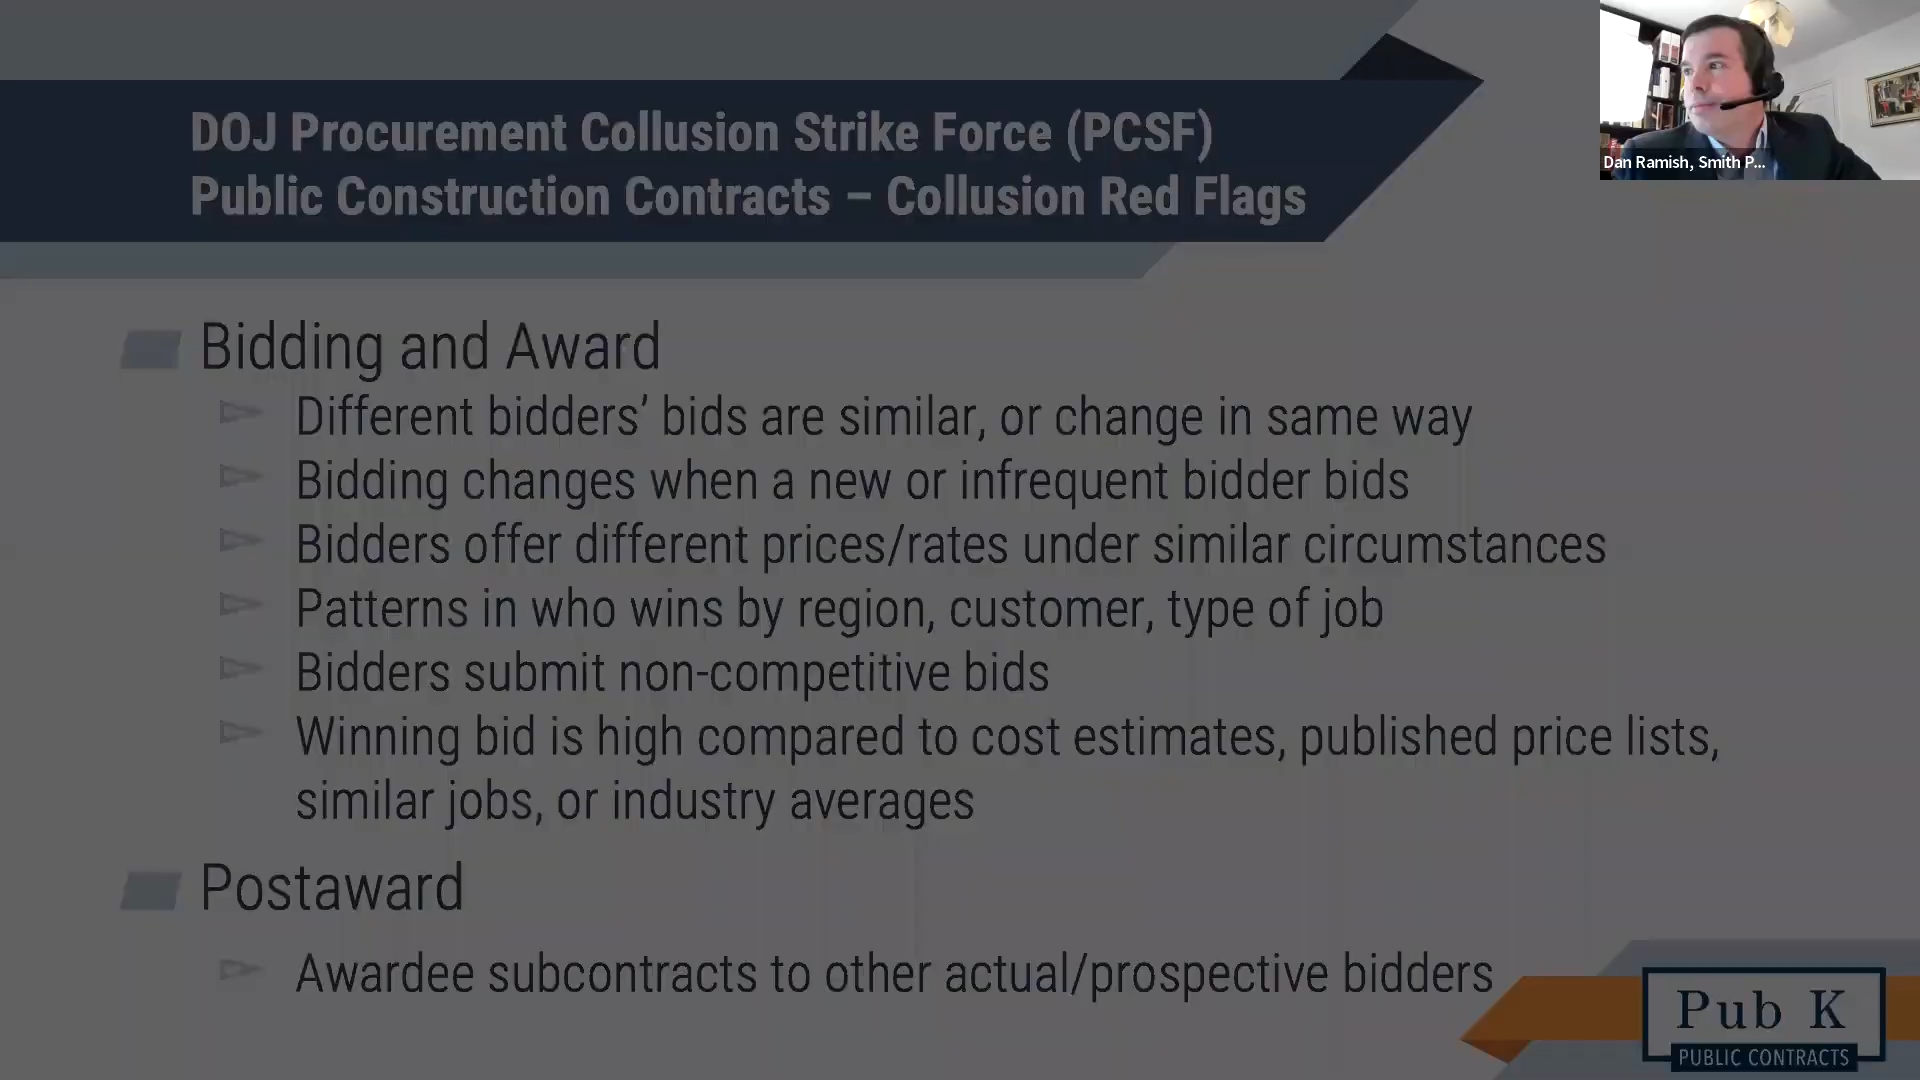 DOJ Procurement Collusion Strike Force (PCSF)
Public Construction Contracts – Collusion Red Flags
Dan Ramish, Smith P...
Bidding and Award
Different bidders’ bids are similar, or change in same way
Bidding changes when a new or infrequent bidder bids
Bidders offer different prices/rates under similar circumstances
Patterns in who wins by region, customer, type of job
Bidders submit non-competitive bids
Winning bid is high compared to cost estimates, published price lists,
similar jobs, or industry averages
Postaward
Awardee subcontracts to other actual/prospective bidders
Pub K
PUBLIC CONTRACTS